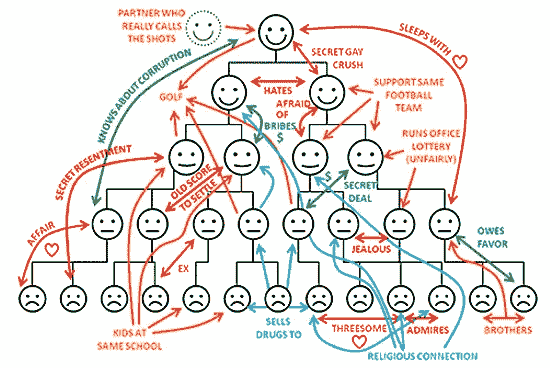 PARTNER WHO
REALLY CALLS
THE SHOTS
SLEEPS WITH
SECRET GAY
CRUSH
KNOWS ABOUT CORRUPTION
HATES
GOLF
AFRAID
OF
BRIBES
$
SUPPORT SAME
FOOTBALL
TEAM
RUNS OFFICE
LOTTERY
(UNFAIRLY)
SECRET RESENTMENT
OLD SCORE
TO SETTLE
$
SECRET
DEAL
AFFAIR
EX
JEALOUS
OWES
FAVOR
KIDS AT
SAME SCHOOL
SELLS
DRUGS TO
THREESOME
ADMIRES
BROTHERS
RELIGIOUS CONNECTION